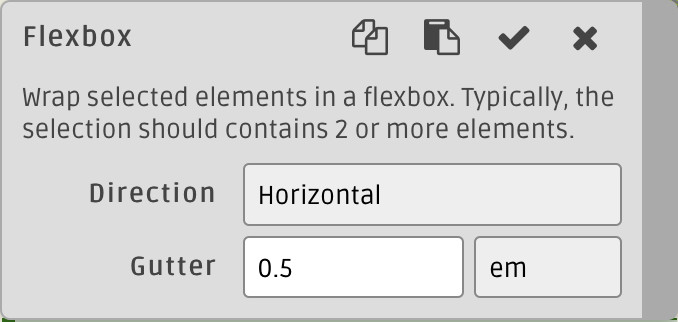 Flexbox
Wrap selected elements in a flexbox. Typically, the
selection should contains 2 or more elements.
Direction Horizontal
Gutter 0.5 em